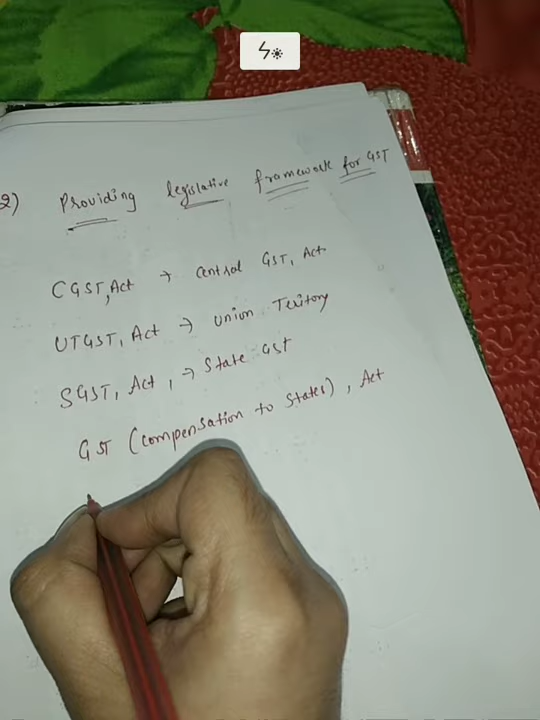 2) Providing legislative framework for GST
CGST, Act → Central GST, Act
UTGST, Act → Union Teritory
SGST, Act, → State GST
GST (Compensation to States), Act